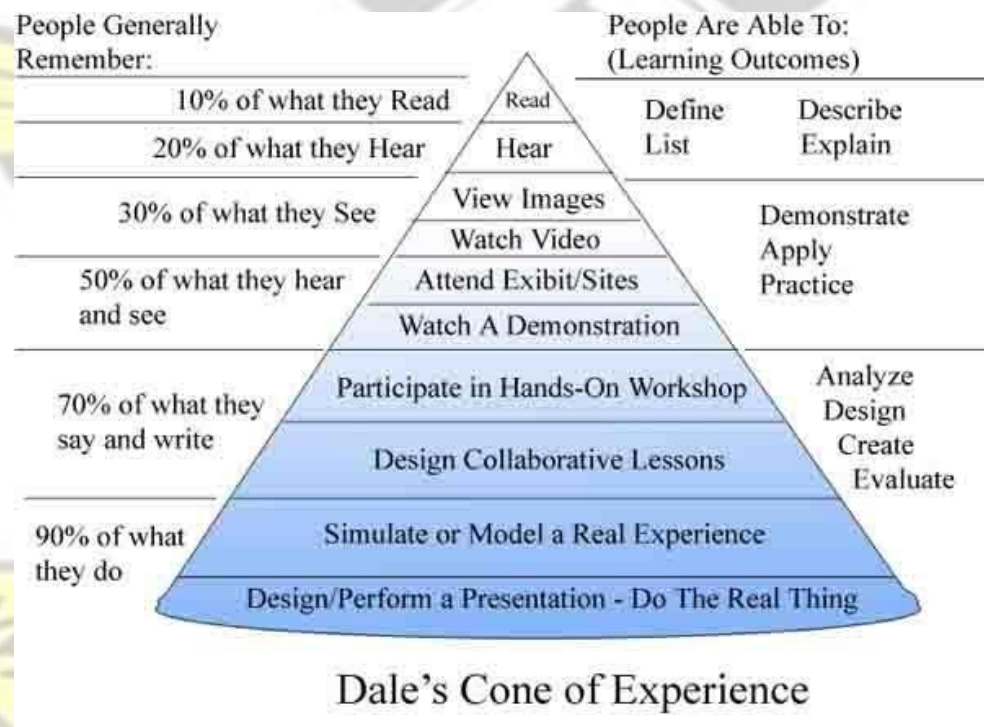 People Generally
Remember:
10% of what they Read
20% of what they Hear
30% of what they See
50% of what they hear
and see
70% of what they
say and write
90% of what
they do
Read
Hear
View Images
Watch Video
Attend Exibit/Sites
Watch A Demonstration
Participate in Hands-On Workshop
Design Collaborative Lessons
Simulate or Model a Real Experience
Design/Perform a Presentation - Do The Real Thing
People Are Able To:
(Learning Outcomes)
Define Describe
List Explain
Demonstrate
Apply
Practice
Analyze
Design
Create
Evaluate
Dale's Cone of Experience